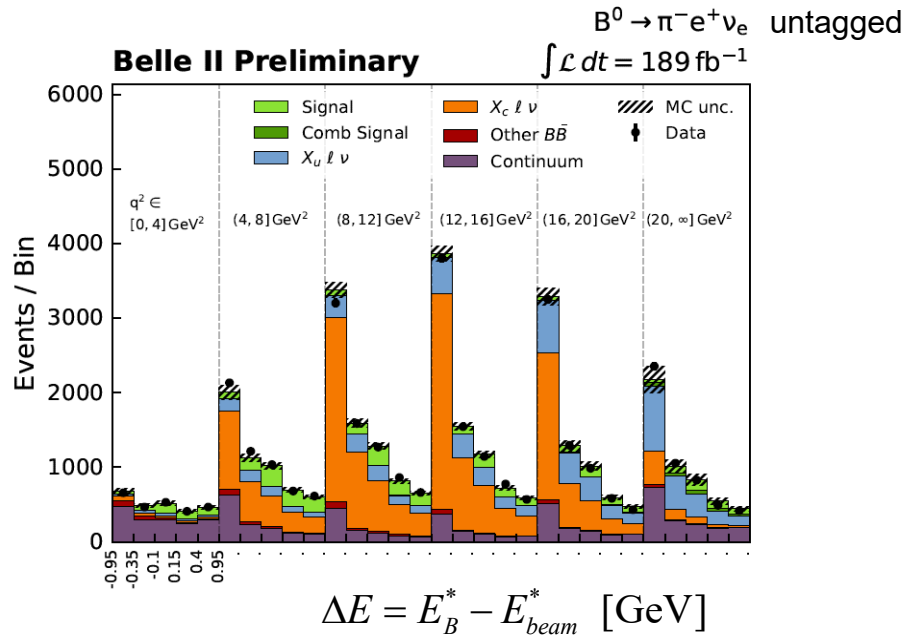 B⁰ → π⁻e⁺νₑ untagged
Belle II Preliminary
∫ℒ dt = 189 fb⁻¹
6000
5000
4000
3000
2000
1000
0
Events / Bin
Signal
Comb Signal
Xᵤ ℓ ν
X_c ℓ ν
Other BB̄
Continuum
MC unc.
Data
q² ∈
[0, 4] GeV²
(4, 8] GeV²
(8, 12] GeV²
(12, 16] GeV²
(16, 20] GeV²
(20, ∞] GeV²
-0.95
-0.35
-0.1
0.15
0.4
0.95
ΔE = E*_B − E*_beam [GeV]